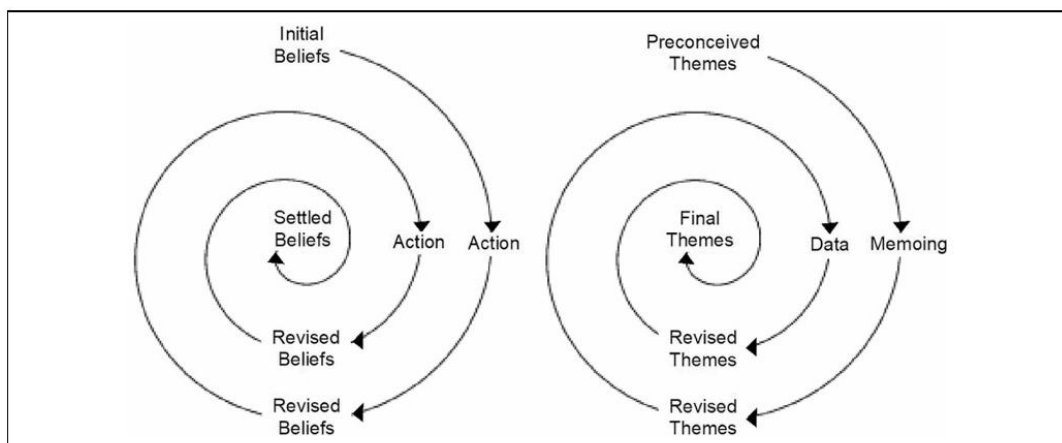 Initial
Beliefs
Settled
Beliefs
Action
Action
Revised
Beliefs
Revised
Beliefs
Preconceived
Themes
Final
Themes
Data
Memoing
Revised
Themes
Revised
Themes